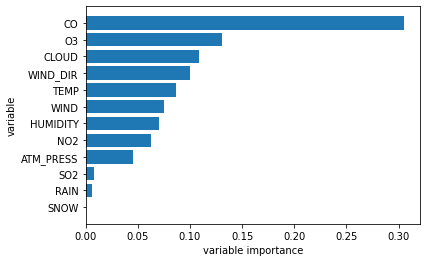 CO
O3
CLOUD
WIND_DIR
TEMP
WIND
HUMIDITY
NO2
ATM_PRESS
SO2
RAIN
SNOW
variable
0.00 0.05 0.10 0.15 0.20 0.25 0.30
variable importance